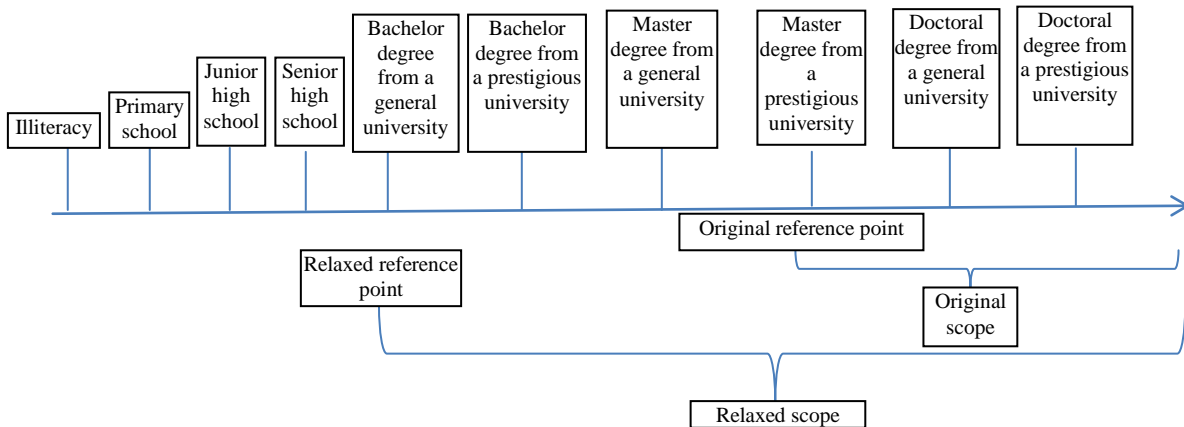 Illiteracy
Primary
school
Junior
high
school
Senior
high
school
Bachelor
degree
from a
general
university
Bachelor
degree from
a prestigious
university
Master
degree from
a general
university
Master
degree from
a
prestigious
university
Doctoral
degree from
a general
university
Doctoral
degree from
a prestigious
university
Original reference point
Relaxed reference
point
Original
scope
Relaxed scope